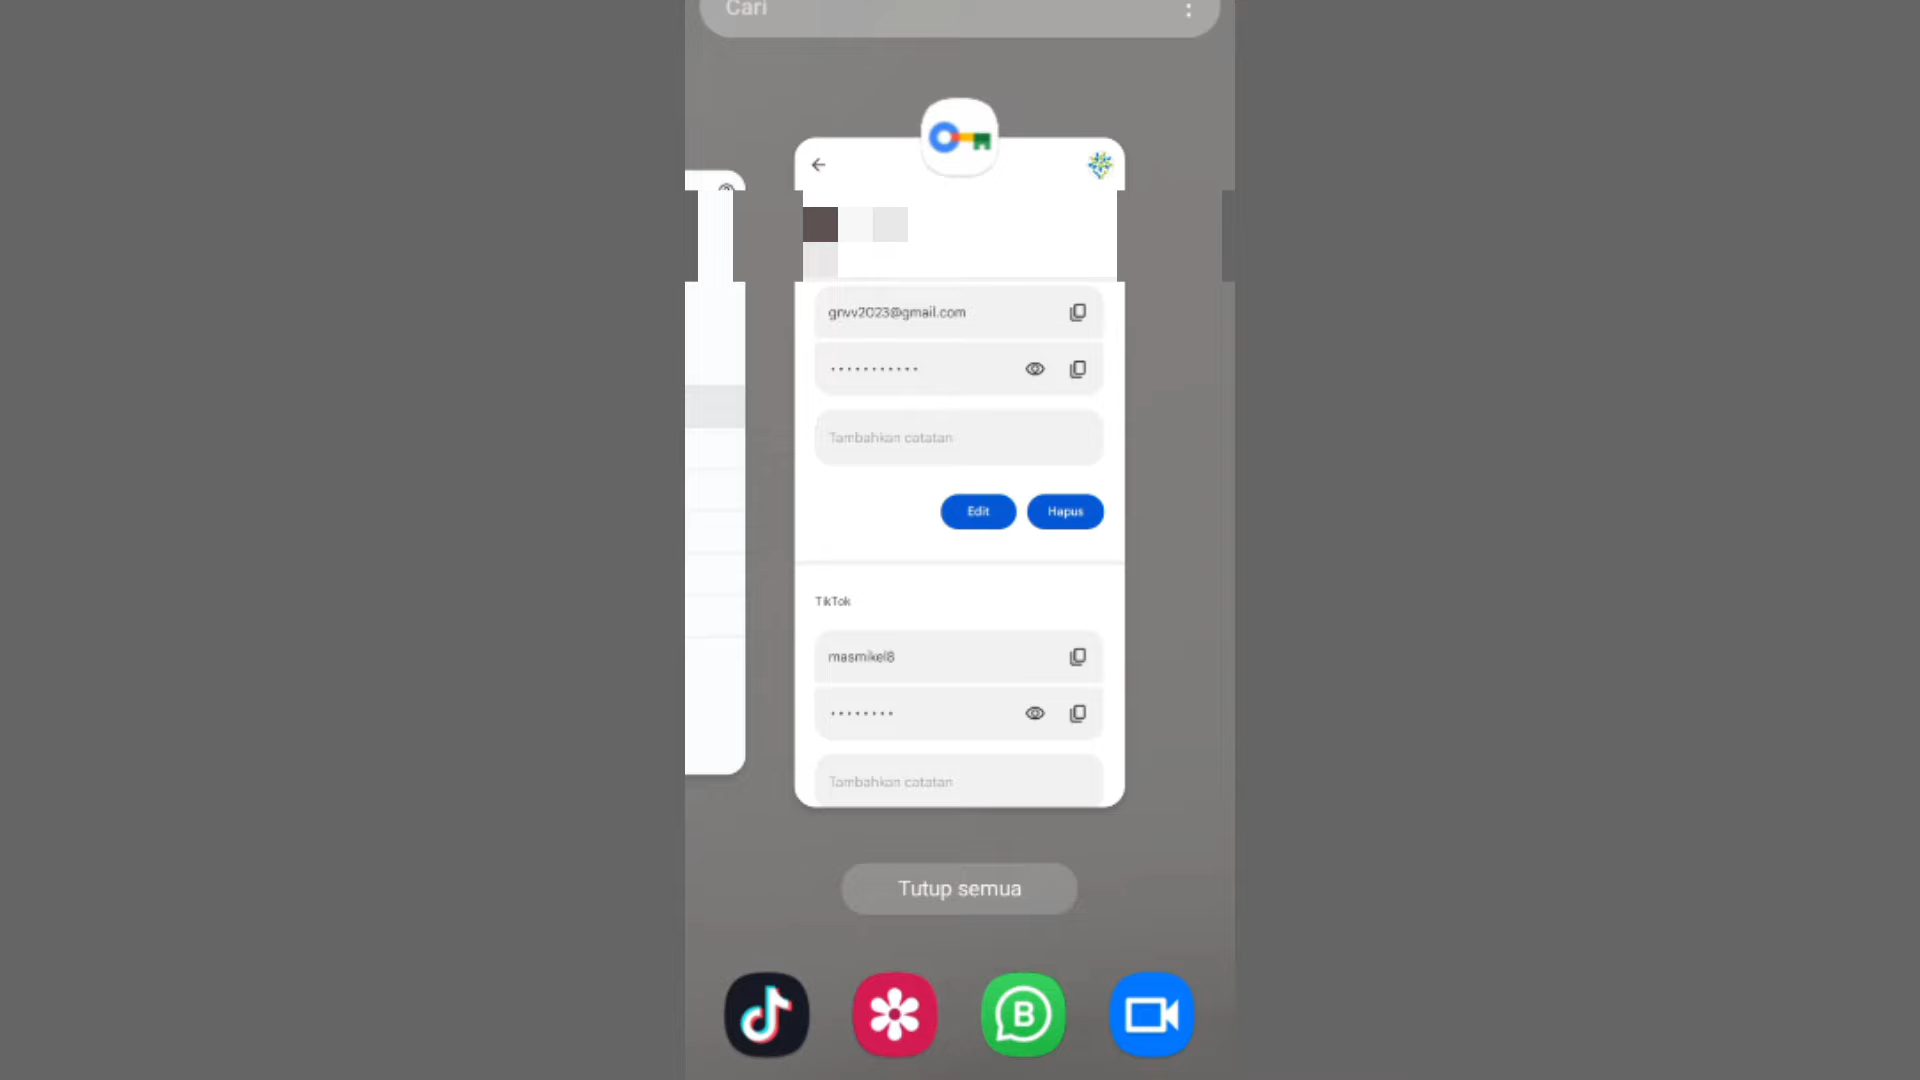 Cari
gnvv2023@gmail.com
Tambahkan catatan
Edit
Hapus
TikTok
masmikel8
Tambahkan catatan
Tutup semua
B